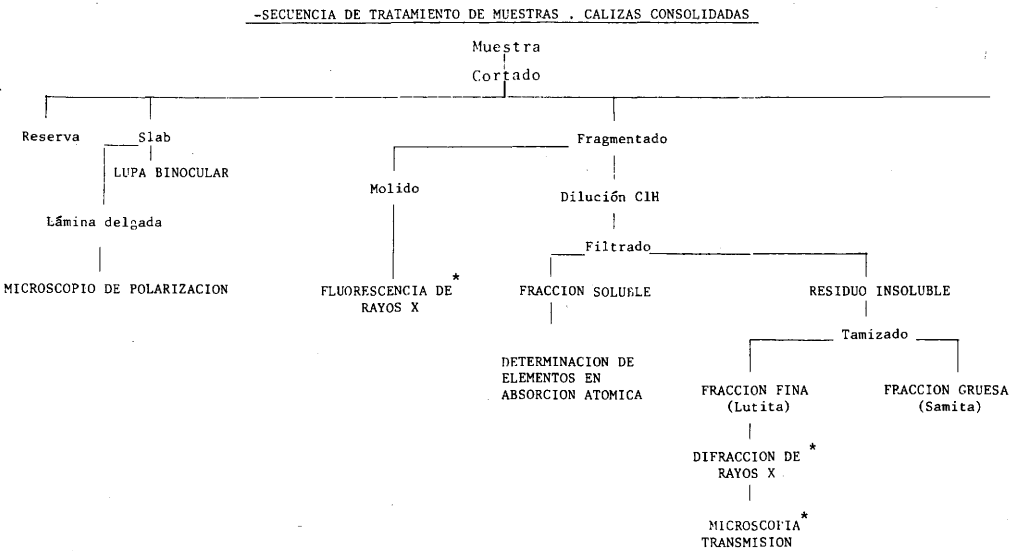 -SECUENCIA DE TRATAMIENTO DE MUESTRAS . CALIZAS CONSOLIDADAS
Muestra
Cortado
Reserva
Slab
Fragmentado
LUPA BINOCULAR
Molido
Dilución ClH
Lámina delgada
Filtrado
MICROSCOPIO DE POLARIZACION
FLUORESCENCIA DE *
RAYOS X
FRACCION SOLUBLE
RESIDUO INSOLUBLE
Tamizado
DETERMINACION DE
ELEMENTOS EN
ABSORCION ATOMICA
FRACCION FINA
(Lutita)
FRACCION GRUESA
(Samita)
DIFRACCION DE *
RAYOS X
MICROSCOPIA *
TRANSMISION